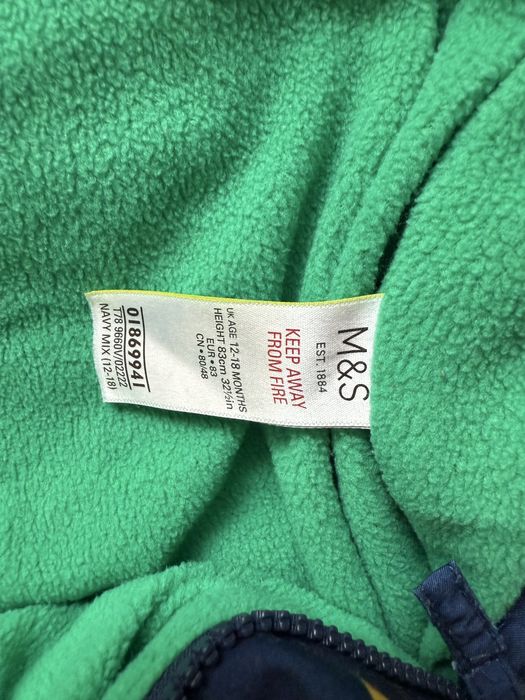 M&S
EST. 1884
KEEP AWAY
FROM FIRE
UK AGE 12-18 MONTHS
HEIGHT 83cm 32½in
EUR • 83
CN • 80/48
01869941
T78 9660V/02222
NAVY MIX (12-18)